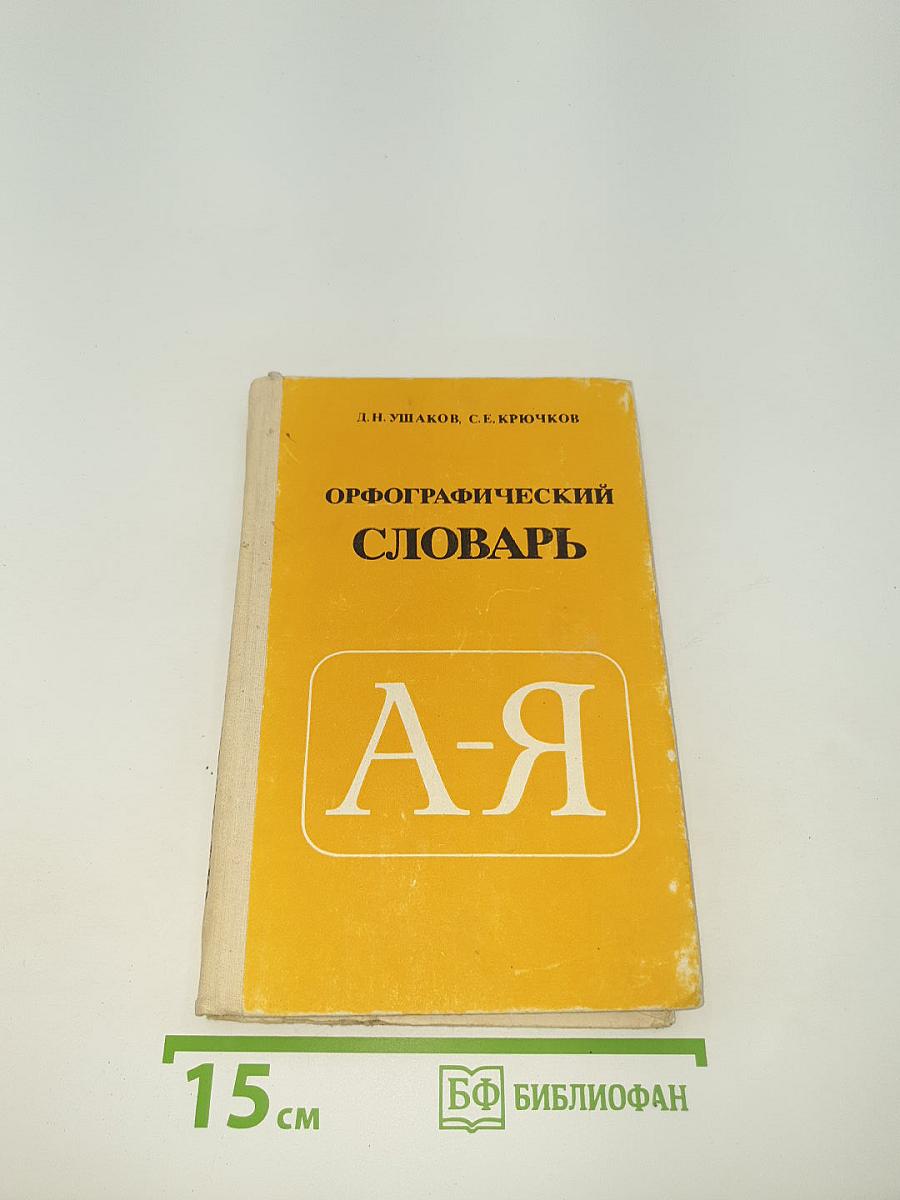 Д. Н. УШАКОВ, С. Е. КРЮЧКОВ
ОРФОГРАФИЧЕСКИЙ
СЛОВАРЬ
А-Я
15 см
БФ БИБЛИОФАН